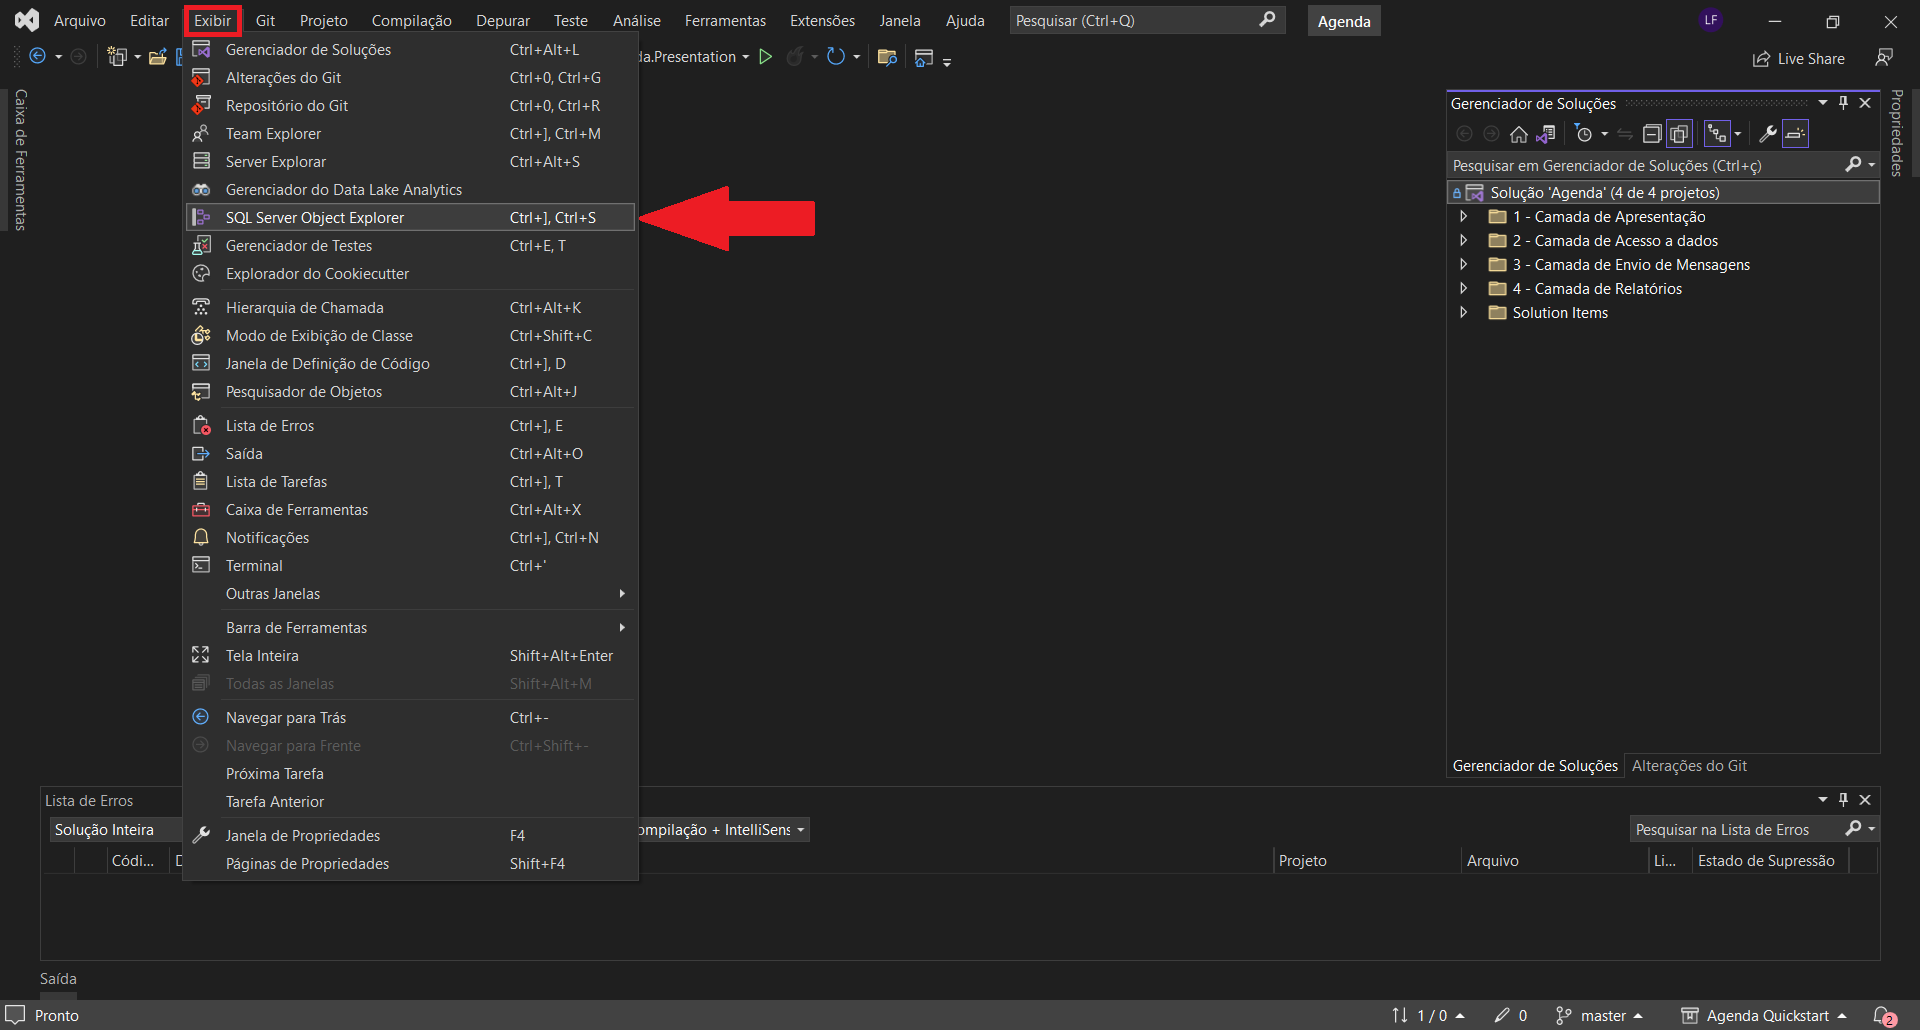 Arquivo Editar Exibir Git Projeto Compilação Depurar Teste Análise Ferramentas Extensões Janela Ajuda Pesquisar (Ctrl+Q) Agenda LF
da.Presentation Live Share
Caixa de Ferramentas
Gerenciador de Soluções Ctrl+Alt+L
Alterações do Git Ctrl+0, Ctrl+G
Repositório do Git Ctrl+0, Ctrl+R
Team Explorer Ctrl+], Ctrl+M
Server Explorar Ctrl+Alt+S
Gerenciador do Data Lake Analytics
SQL Server Object Explorer Ctrl+], Ctrl+S
Gerenciador de Testes Ctrl+E, T
Explorador do Cookiecutter
Hierarquia de Chamada Ctrl+Alt+K
Modo de Exibição de Classe Ctrl+Shift+C
Janela de Definição de Código Ctrl+], D
Pesquisador de Objetos Ctrl+Alt+J
Lista de Erros Ctrl+], E
Saída Ctrl+Alt+O
Lista de Tarefas Ctrl+], T
Caixa de Ferramentas Ctrl+Alt+X
Notificações Ctrl+], Ctrl+N
Terminal Ctrl+'
Outras Janelas
Barra de Ferramentas
Tela Inteira Shift+Alt+Enter
Todas as Janelas Shift+Alt+M
Navegar para Trás Ctrl+-
Navegar para Frente Ctrl+Shift+-
Próxima Tarefa
Tarefa Anterior
Janela de Propriedades F4
Páginas de Propriedades Shift+F4
Gerenciador de Soluções
Pesquisar em Gerenciador de Soluções (Ctrl+ç)
Solução 'Agenda' (4 de 4 projetos)
1 - Camada de Apresentação
2 - Camada de Acesso a dados
3 - Camada de Envio de Mensagens
4 - Camada de Relatórios
Solution Items
Gerenciador de Soluções Alterações do Git
Propriedades
Lista de Erros
Solução Inteira ompilação + IntelliSens Pesquisar na Lista de Erros
Códi... D Projeto Arquivo Li... Estado de Supressão
Saída
Pronto 1 / 0 0 master Agenda Quickstart 2